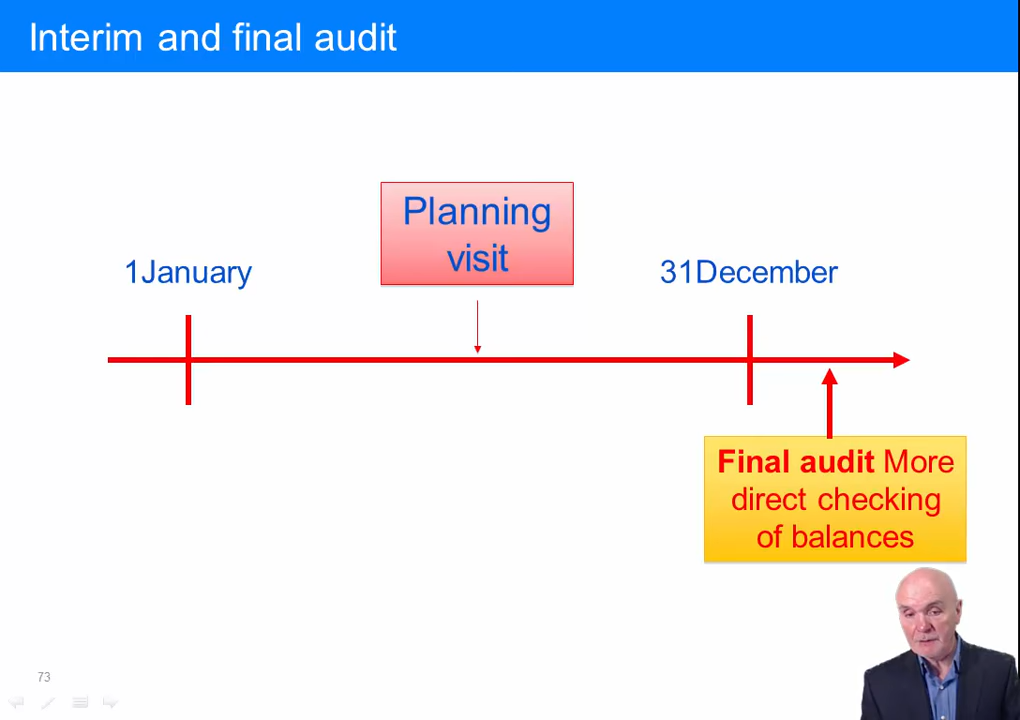 Interim and final audit
Planning
visit
1January
31December
Final audit More
direct checking
of balances
73